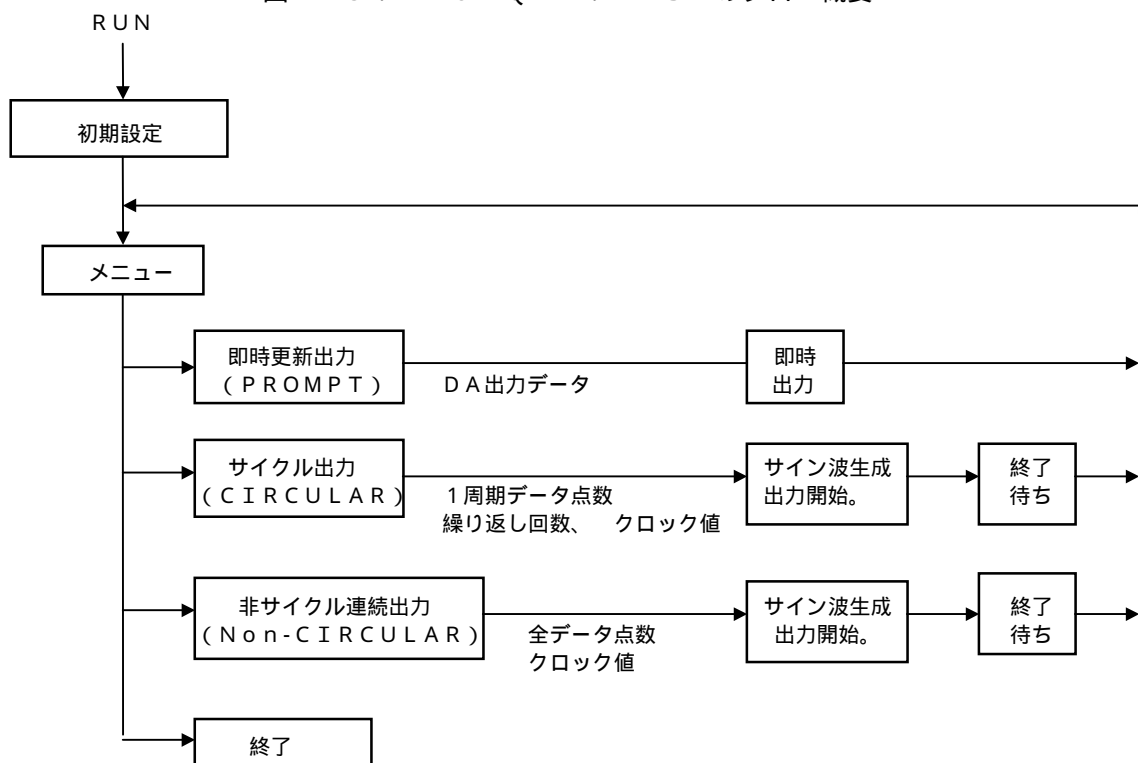 概要
ＲＵＮ
初期設定
メニュー
即時更新出力
（ＰＲＯＭＰＴ）
ＤＡ出力データ
即時
出力
サイクル出力
（ＣＩＲＣＵＬＡＲ）
１周期データ点数
繰り返し回数、　クロック値
サイン波生成
出力開始。
終了
待ち
非サイクル連続出力
（Ｎｏｎ-ＣＩＲＣＵＬＡＲ）
全データ点数
クロック値
サイン波生成
出力開始。
終了
待ち
終了